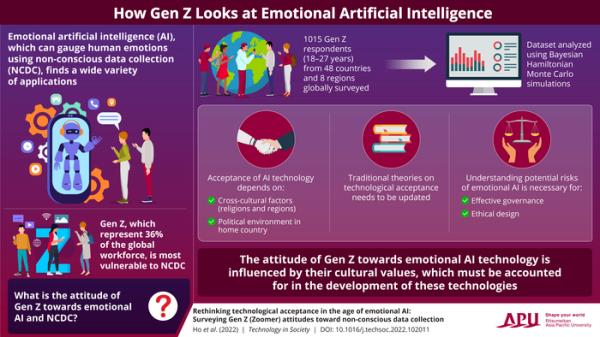 How Gen Z Looks at Emotional Artificial Intelligence
Emotional artificial intelligence (AI),
which can gauge human emotions
using non-conscious data collection
(NCDC), finds a wide variety
of applications
1015 Gen Z
respondents
(18–27 years)
from 48 countries
and 8 regions
globally surveyed
Dataset analyzed
using Bayesian
Hamiltonian
Monte Carlo
simulations
Acceptance of AI technology
depends on:
Cross-cultural factors
(religions and regions)
Political environment in
home country
Traditional theories on
technological acceptance
needs to be updated
Understanding potential risks
of emotional AI is necessary for:
Effective governance
Ethical design
Gen Z, which
represent 36%
of the global
workforce, is most
vulnerable to NCDC
Z
What is the attitude of
Gen Z towards emotional
AI and NCDC?
?
The attitude of Gen Z towards emotional AI technology is
influenced by their cultural values, which must be accounted
for in the development of these technologies
Rethinking technological acceptance in the age of emotional AI:
Surveying Gen Z (Zoomer) attitudes toward non-conscious data collection
Ho et al. (2022) | Technology in Society | DOI: 10.1016/j.techsoc.2022.102011
APU
Shape your world
Ritsumeikan
Asia Pacific University